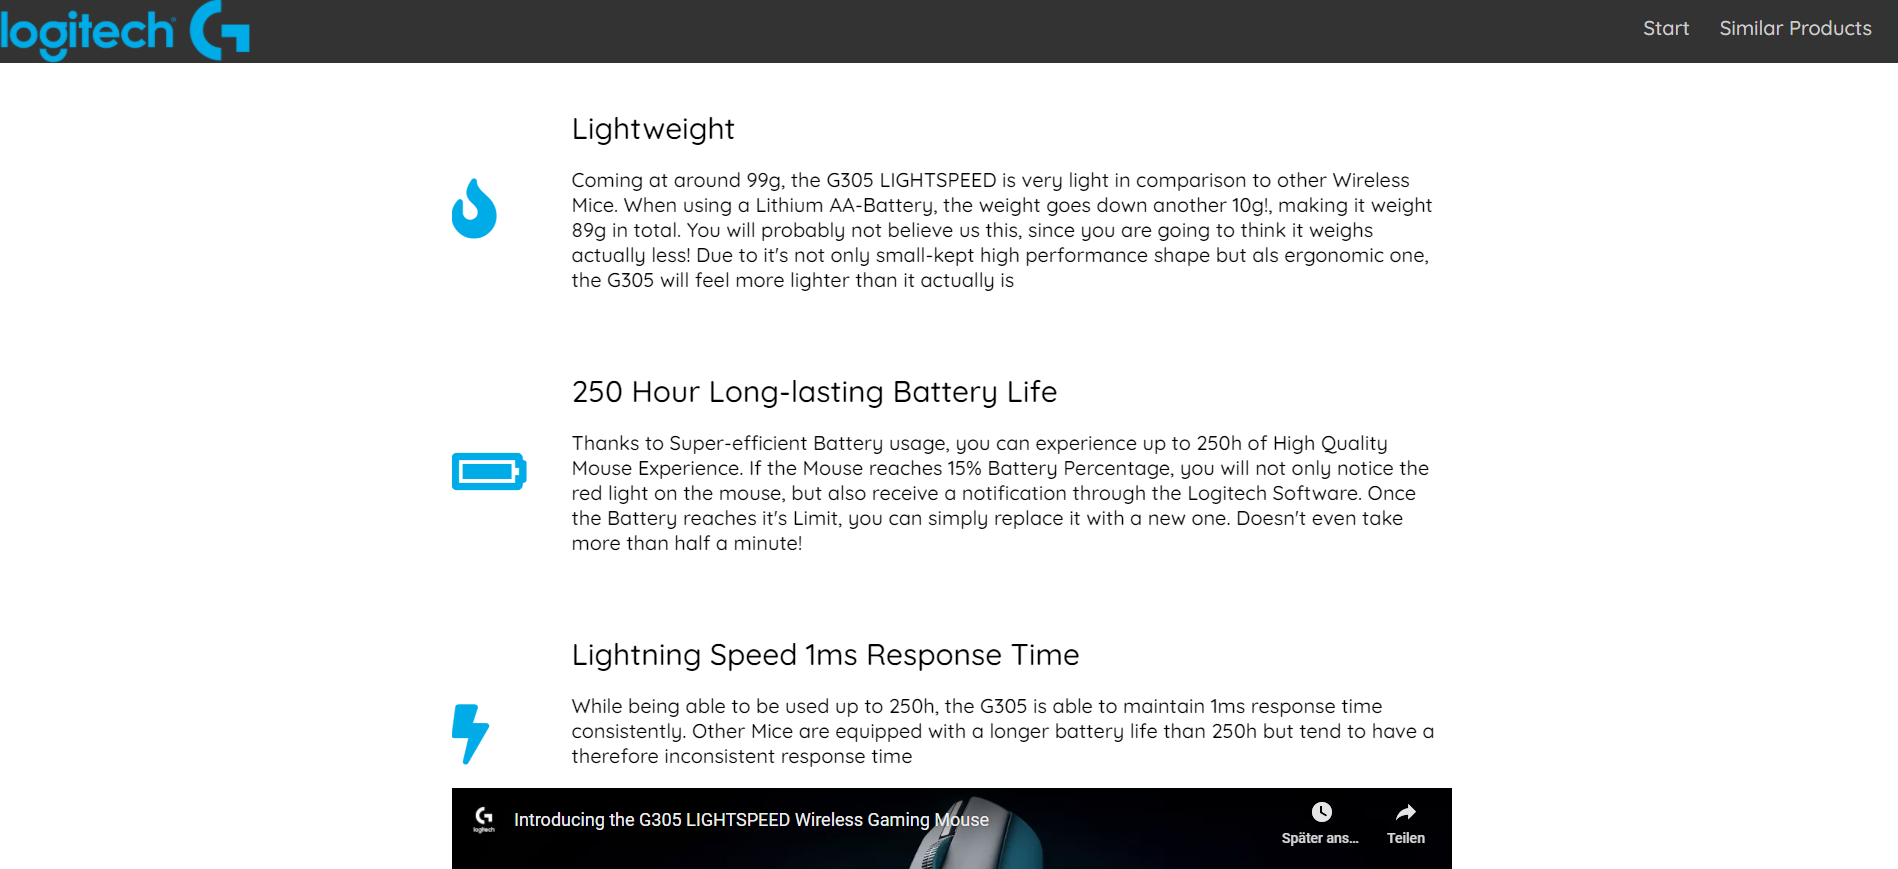 logitech G
Start Similar Products
Lightweight
Coming at around 99g, the G305 LIGHTSPEED is very light in comparison to other Wireless
Mice. When using a Lithium AA-Battery, the weight goes down another 10g!, making it weight
89g in total. You will probably not believe us this, since you are going to think it weighs
actually less! Due to it's not only small-kept high performance shape but als ergonomic one,
the G305 will feel more lighter than it actually is
250 Hour Long-lasting Battery Life
Thanks to Super-efficient Battery usage, you can experience up to 250h of High Quality
Mouse Experience. If the Mouse reaches 15% Battery Percentage, you will not only notice the
red light on the mouse, but also receive a notification through the Logitech Software. Once
the Battery reaches it's Limit, you can simply replace it with a new one. Doesn't even take
more than half a minute!
Lightning Speed 1ms Response Time
While being able to be used up to 250h, the G305 is able to maintain 1ms response time
consistently. Other Mice are equipped with a longer battery life than 250h but tend to have a
therefore inconsistent response time
G
logitech
Introducing the G305 LIGHTSPEED Wireless Gaming Mouse
Später ans...
Teilen